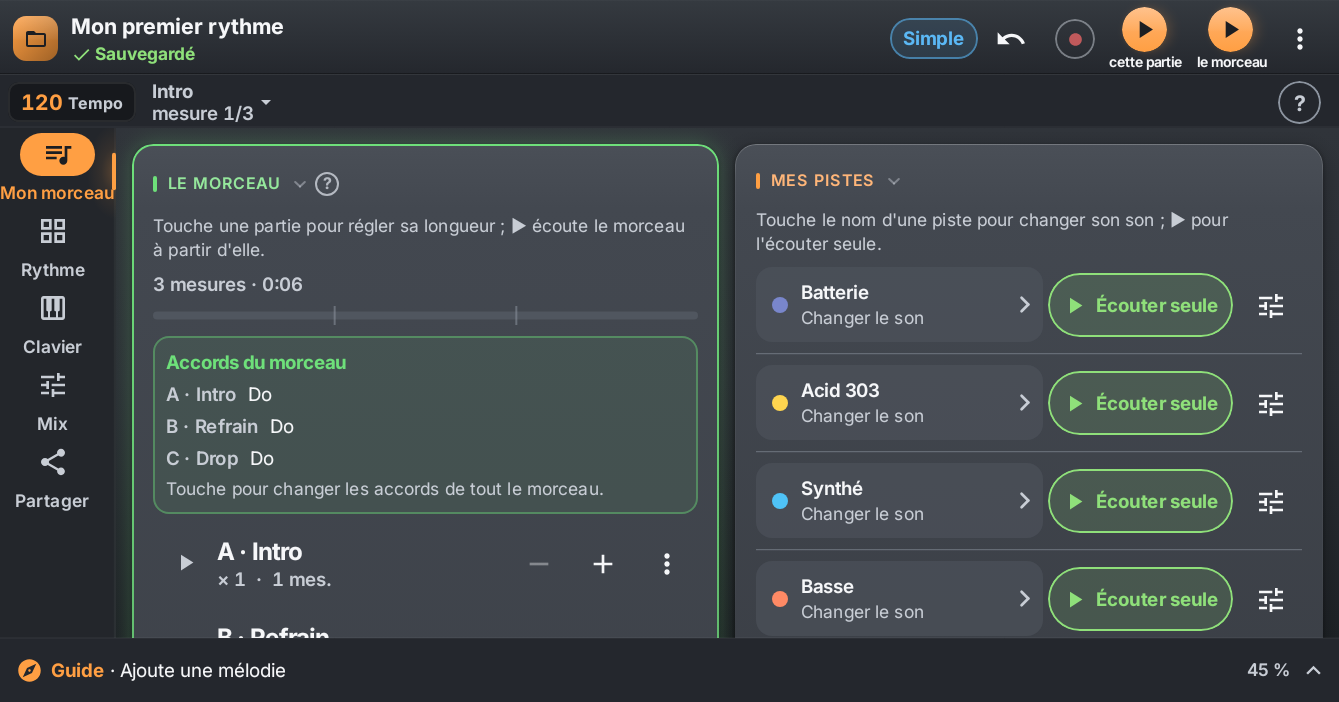 Mon premier rythme
Sauvegardé
Simple
cette partie
le morceau
120 Tempo
Intro
mesure 1/3
?
Mon morceau
Rythme
Clavier
Mix
Partager
LE MORCEAU
?
Touche une partie pour régler sa longueur ; ▶ écoute le morceau
à partir d'elle.
3 mesures · 0:06
Accords du morceau
A · Intro Do
B · Refrain Do
C · Drop Do
Touche pour changer les accords de tout le morceau.
A · Intro
× 1 · 1 mes.
B · Refrain
MES PISTES
Touche le nom d'une piste pour changer son son ; ▶ pour
l'écouter seule.
Batterie
Changer le son
Écouter seule
Acid 303
Changer le son
Écouter seule
Synthé
Changer le son
Écouter seule
Basse
Changer le son
Écouter seule
Guide · Ajoute une mélodie
45 %